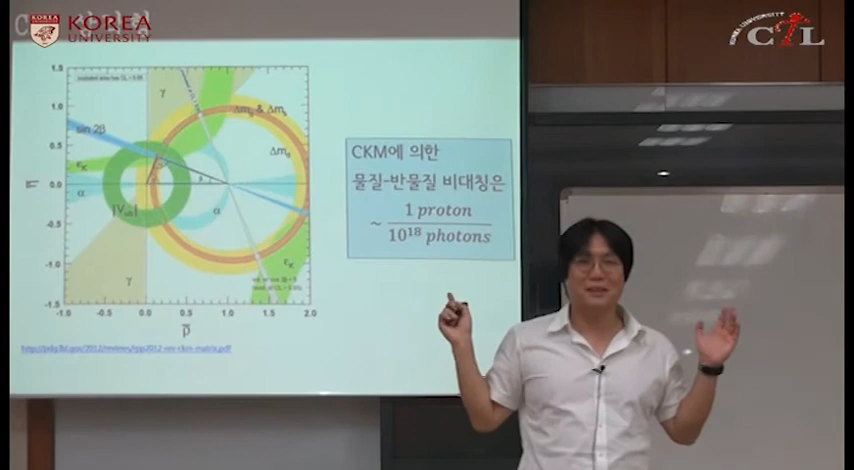 KOREA
UNIVERSITY
KOREA UNIVERSITY
CTL
1.5
1.0
0.5
0.0
-0.5
-1.0
-1.5
-1.0
-0.5
0.0
0.5
1.0
1.5
2.0
η̄
ρ̄
γ
Δm_d & Δm_s
sin 2β
Δm_d
ε_K
α
|V_ub|
α
ε_K
γ
CKM에 의한
물질-반물질 비대칭은
~ 1 proton / 10^18 photons